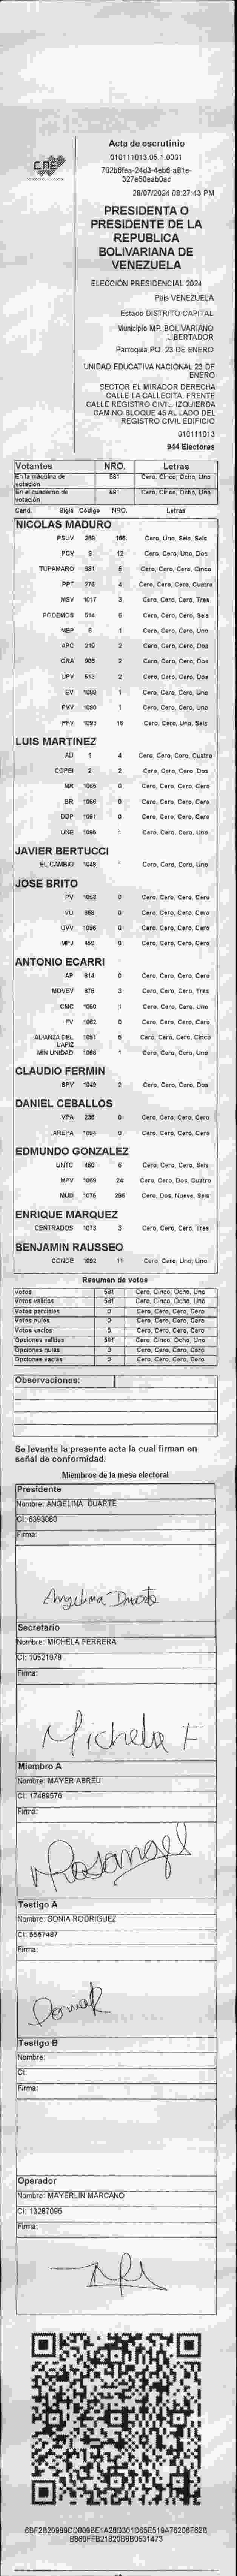 CNE
Acta de escrutinio
010111013.05.1.0001
702b6fea-24d3-4eb6-a81e-
327e50eab0ac
28/07/2024 08:27:43 PM
PRESIDENTA O
PRESIDENTE DE LA
REPUBLICA
BOLIVARIANA DE
VENEZUELA
ELECCIÓN PRESIDENCIAL 2024
País VENEZUELA
Estado DISTRITO CAPITAL
Municipio MP. BOLIVARIANO
LIBERTADOR
Parroquia PQ. 23 DE ENERO
UNIDAD EDUCATIVA NACIONAL 23 DE
ENERO
SECTOR EL MIRADOR DERECHA
CALLE LA CALLECITA. FRENTE
CALLE REGISTRO CIVIL. IZQUIERDA
CAMINO BLOQUE 45 AL LADO DEL
REGISTRO CIVIL EDIFICIO
010111013
944 Electores
Votantes NRO. Letras
En la máquina de votación 581 Cero, Cinco, Ocho, Uno
En el cuaderno de votación 581 Cero, Cinco, Ocho, Uno
Cand. Sigla Código NRO. Letras
NICOLAS MADURO
PSUV 166 Cero, Uno, Seis, Seis
PCV 9 12 Cero, Cero, Uno, Dos
TUPAMARO 931 5 Cero, Cero, Cero, Cinco
PPT 275 4 Cero, Cero, Cero, Cuatro
MSV 1017 3 Cero, Cero, Cero, Tres
PODEMOS 514 6 Cero, Cero, Cero, Seis
MEP 6 1 Cero, Cero, Cero, Uno
APC 219 2 Cero, Cero, Cero, Dos
ORA 906 2 Cero, Cero, Cero, Dos
UPV 513 2 Cero, Cero, Cero, Dos
EV 1 Cero, Cero, Cero, Uno
PVV 1090 1 Cero, Cero, Cero, Uno
PFV 1093 16 Cero, Cero, Uno, Seis
LUIS MARTINEZ
AD 1 4 Cero, Cero, Cero, Cuatro
COPEI 2 2 Cero, Cero, Cero, Dos
MR 1065 0 Cero, Cero, Cero, Cero
BR 1066 0 Cero, Cero, Cero, Cero
DDP 1091 0 Cero, Cero, Cero, Cero
UNE 1095 1 Cero, Cero, Cero, Uno
JAVIER BERTUCCI
EL CAMBIO 1048 1 Cero, Cero, Cero, Uno
JOSE BRITO
PV 1053 0 Cero, Cero, Cero, Cero
VU 0 Cero, Cero, Cero, Cero
UVV 1096 0 Cero, Cero, Cero, Cero
MPJ 0 Cero, Cero, Cero, Cero
ANTONIO ECARRI
AP 914 0 Cero, Cero, Cero, Cero
MOVEV 976 3 Cero, Cero, Cero, Tres
CMC 1050 1 Cero, Cero, Cero, Uno
FV 1062 0 Cero, Cero, Cero, Cero
ALIANZA DEL LAPIZ 1051 5 Cero, Cero, Cero, Cinco
MIN UNIDAD 1069 1 Cero, Cero, Cero, Uno
CLAUDIO FERMIN
SPV 1049 2 Cero, Cero, Cero, Dos
DANIEL CEBALLOS
VPA 0 Cero, Cero, Cero, Cero
AREPA 1094 0 Cero, Cero, Cero, Cero
EDMUNDO GONZALEZ
UNTC 6 Cero, Cero, Cero, Seis
MPV 24 Cero, Cero, Dos, Cuatro
MUD 1075 296 Cero, Dos, Nueve, Seis
ENRIQUE MARQUEZ
CENTRADOS 1073 3 Cero, Cero, Cero, Tres
BENJAMIN RAUSSEO
CONDE 1092 11 Cero, Cero, Uno, Uno
Resumen de votos
Votos 581 Cero, Cinco, Ocho, Uno
Votos válidos 581 Cero, Cinco, Ocho, Uno
Votos parciales 0 Cero, Cero, Cero, Cero
Votos nulos 0 Cero, Cero, Cero, Cero
Votos vacíos 0 Cero, Cero, Cero, Cero
Opciones válidas 581 Cero, Cinco, Ocho, Uno
Opciones nulas 0 Cero, Cero, Cero, Cero
Opciones vacías 0 Cero, Cero, Cero, Cero
Observaciones:
Se levanta la presente acta la cual firman en
señal de conformidad.
Miembros de la mesa electoral
Presidente
Nombre: ANGELINA DUARTE
CI: 6393080
Firma:
Angelina Duarte
Secretario
Nombre: MICHELA FERRERA
CI: 10521978
Firma:
Michela F
Miembro A
Nombre: MAYER ABREU
CI: 17489576
Firma:
Testigo A
Nombre: SONIA RODRIGUEZ
CI: 5567487
Firma:
Testigo B
Nombre:
CI:
Firma:
Operador
Nombre: MAYERLIN MARCANO
CI: 13287095
Firma: